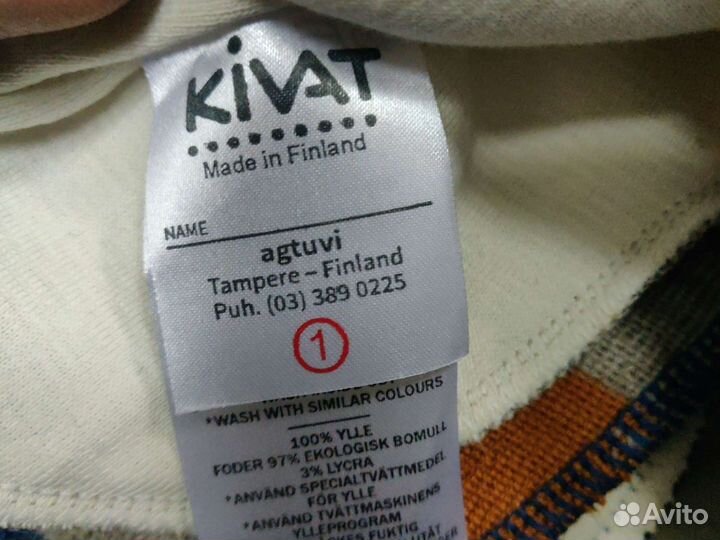 KiVAT
Made in Finland
NAME
agtuvi
Tampere – Finland
Puh. (03) 389 0225
1
*WASH WITH SIMILAR COLOURS
100% YLLE
FODER 97% EKOLOGISK BOMULL
3% LYCRA
*ANVÄND SPECIALTVÄTTMEDEL
FÖR YLLE
*ANVÄND TVÄTTMASKINENS
YLLEPROGRAM
FUKTIG
Avito